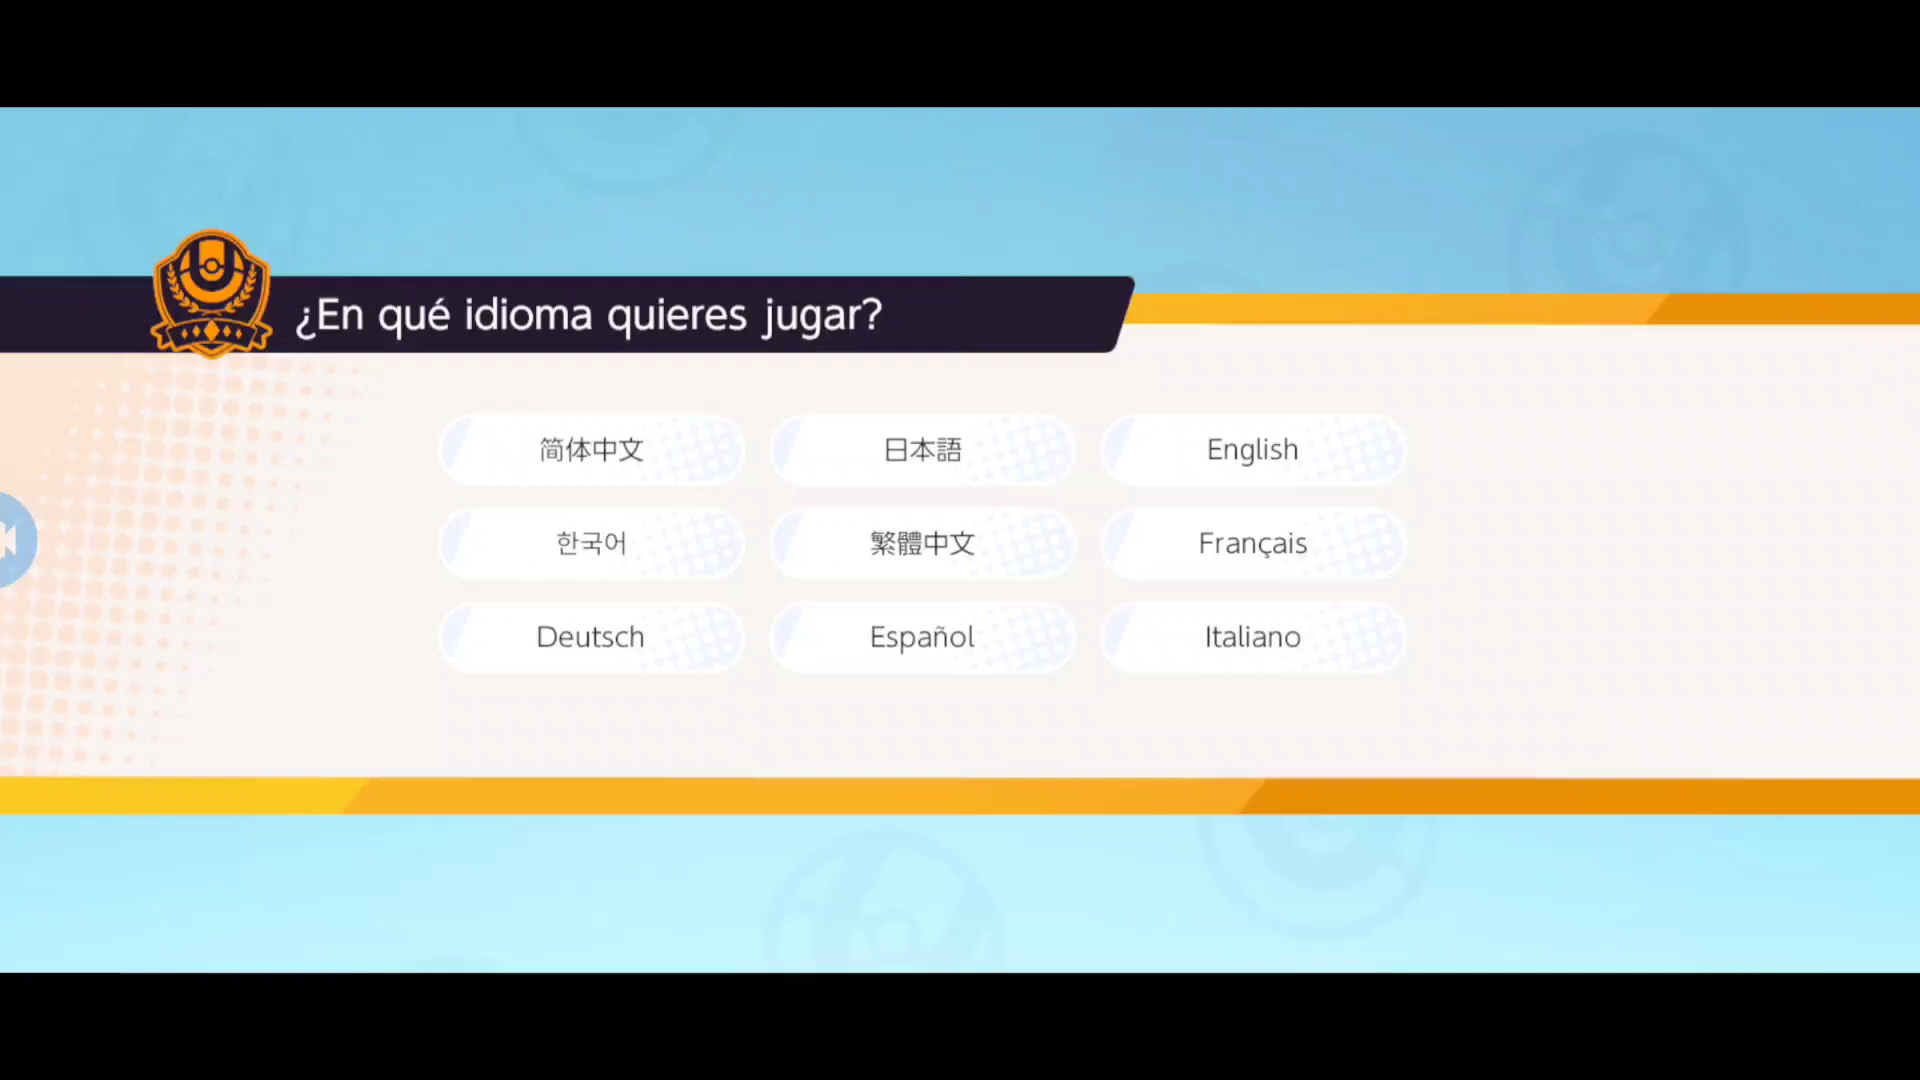 ¿En qué idioma quieres jugar?
简体中文
日本語
English
한국어
繁體中文
Français
Deutsch
Español
Italiano